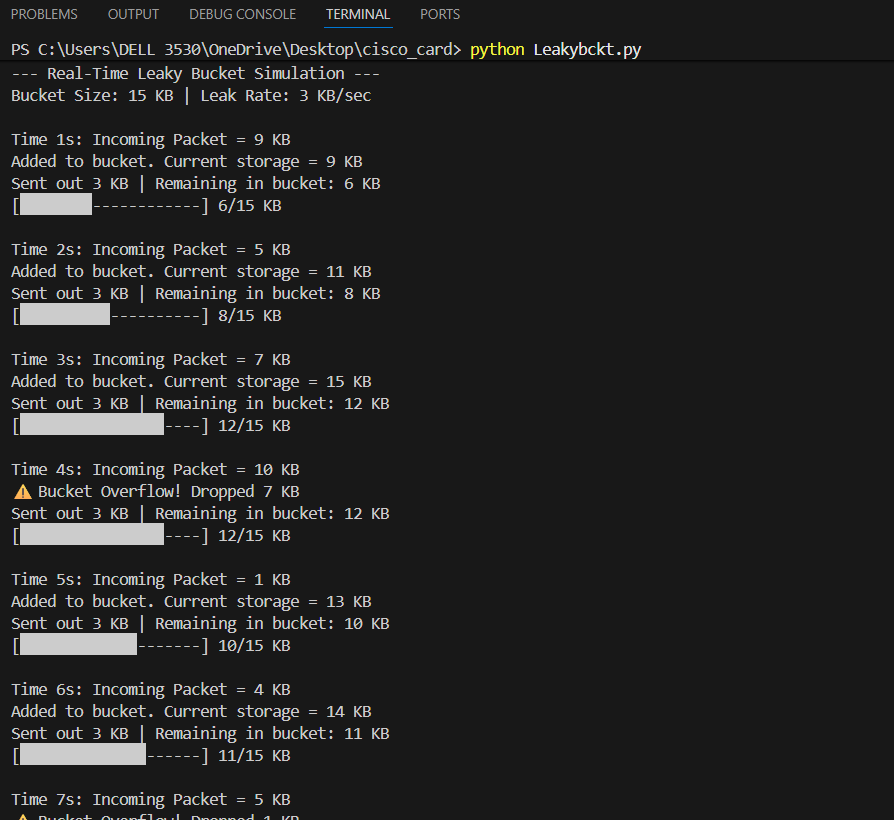 PROBLEMS OUTPUT DEBUG CONSOLE TERMINAL PORTS
PS C:\Users\DELL 3530\OneDrive\Desktop\cisco_card> python Leakybckt.py
--- Real-Time Leaky Bucket Simulation ---
Bucket Size: 15 KB | Leak Rate: 3 KB/sec
Time 1s: Incoming Packet = 9 KB
Added to bucket. Current storage = 9 KB
Sent out 3 KB | Remaining in bucket: 6 KB
[████████------------] 6/15 KB
Time 2s: Incoming Packet = 5 KB
Added to bucket. Current storage = 11 KB
Sent out 3 KB | Remaining in bucket: 8 KB
[██████████----------] 8/15 KB
Time 3s: Incoming Packet = 7 KB
Added to bucket. Current storage = 15 KB
Sent out 3 KB | Remaining in bucket: 12 KB
[████████████████----] 12/15 KB
Time 4s: Incoming Packet = 10 KB
⚠️ Bucket Overflow! Dropped 7 KB
Sent out 3 KB | Remaining in bucket: 12 KB
[████████████████----] 12/15 KB
Time 5s: Incoming Packet = 1 KB
Added to bucket. Current storage = 13 KB
Sent out 3 KB | Remaining in bucket: 10 KB
[█████████████-------] 10/15 KB
Time 6s: Incoming Packet = 4 KB
Added to bucket. Current storage = 14 KB
Sent out 3 KB | Remaining in bucket: 11 KB
[██████████████------] 11/15 KB
Time 7s: Incoming Packet = 5 KB
⚠️ Bucket Overflow! Dropped 1 KB